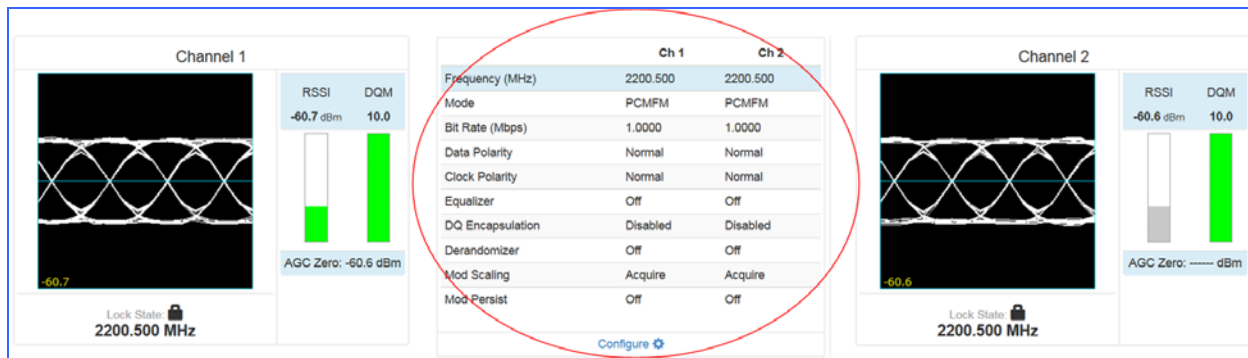 Channel 1
RSSI DQM
-60.7 dBm 10.0
AGC Zero: -60.6 dBm
-60.7
Lock State:
2200.500 MHz
Ch 1 Ch 2
Frequency (MHz) 2200.500 2200.500
Mode PCMFM PCMFM
Bit Rate (Mbps) 1.0000 1.0000
Data Polarity Normal Normal
Clock Polarity Normal Normal
Equalizer Off Off
DQ Encapsulation Disabled Disabled
Derandomizer Off Off
Mod Scaling Acquire Acquire
Mod Persist Off Off
Configure
Channel 2
RSSI DQM
-60.6 dBm 10.0
AGC Zero: ------ dBm
-60.6
Lock State:
2200.500 MHz